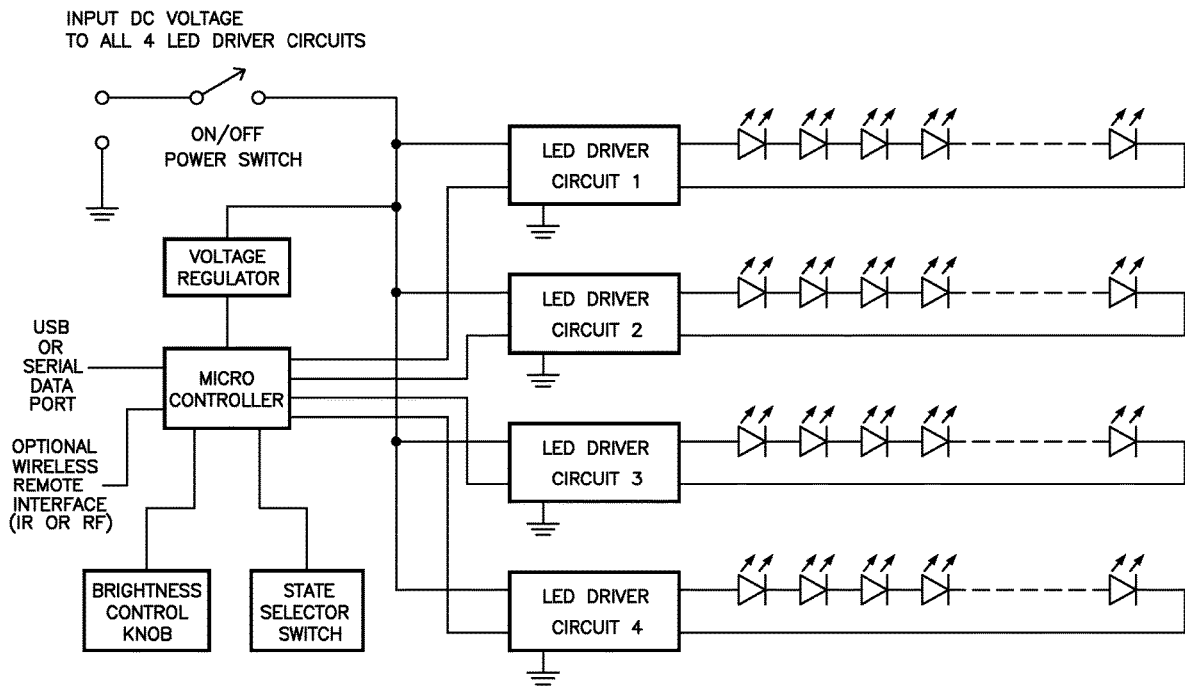 INPUT DC VOLTAGE
TO ALL 4 LED DRIVER CIRCUITS
ON/OFF
POWER SWITCH
VOLTAGE
REGULATOR
USB
OR
SERIAL
DATA
PORT
MICRO
CONTROLLER
OPTIONAL
WIRELESS
REMOTE
INTERFACE
(IR OR RF)
BRIGHTNESS
CONTROL
KNOB
STATE
SELECTOR
SWITCH
LED DRIVER
CIRCUIT 1
LED DRIVER
CIRCUIT 2
LED DRIVER
CIRCUIT 3
LED DRIVER
CIRCUIT 4